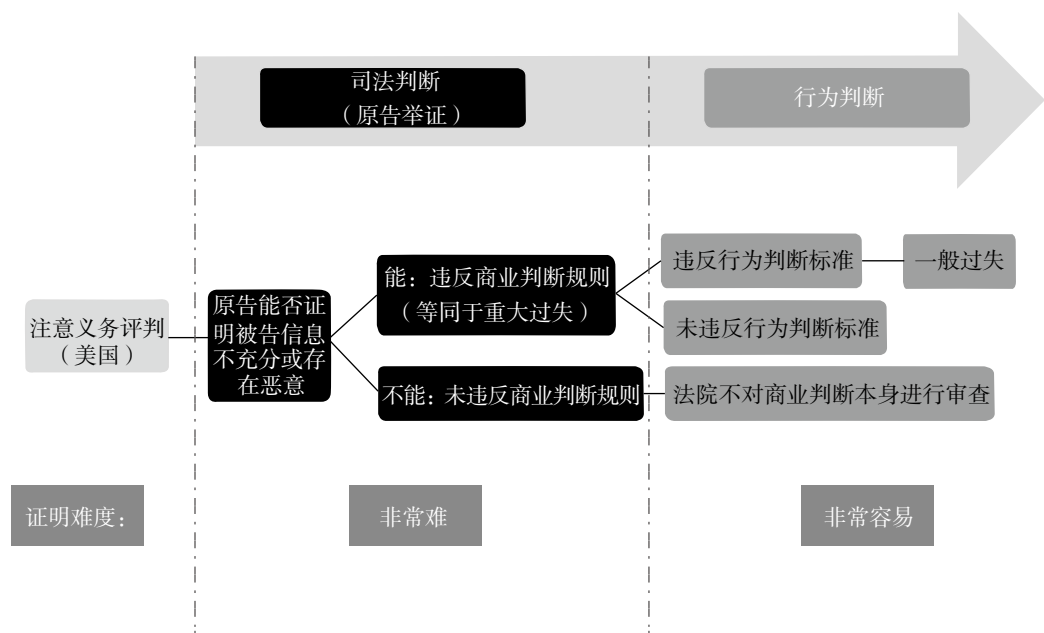 司法判断
（原告举证）
行为判断
注意义务评判
（美国）
原告能否证
明被告信息
不充分或存
在恶意
能：违反商业判断规则
（等同于重大过失）
不能：未违反商业判断规则
违反行为判断标准
一般过失
未违反行为判断标准
法院不对商业判断本身进行审查
证明难度：
非常难
非常容易